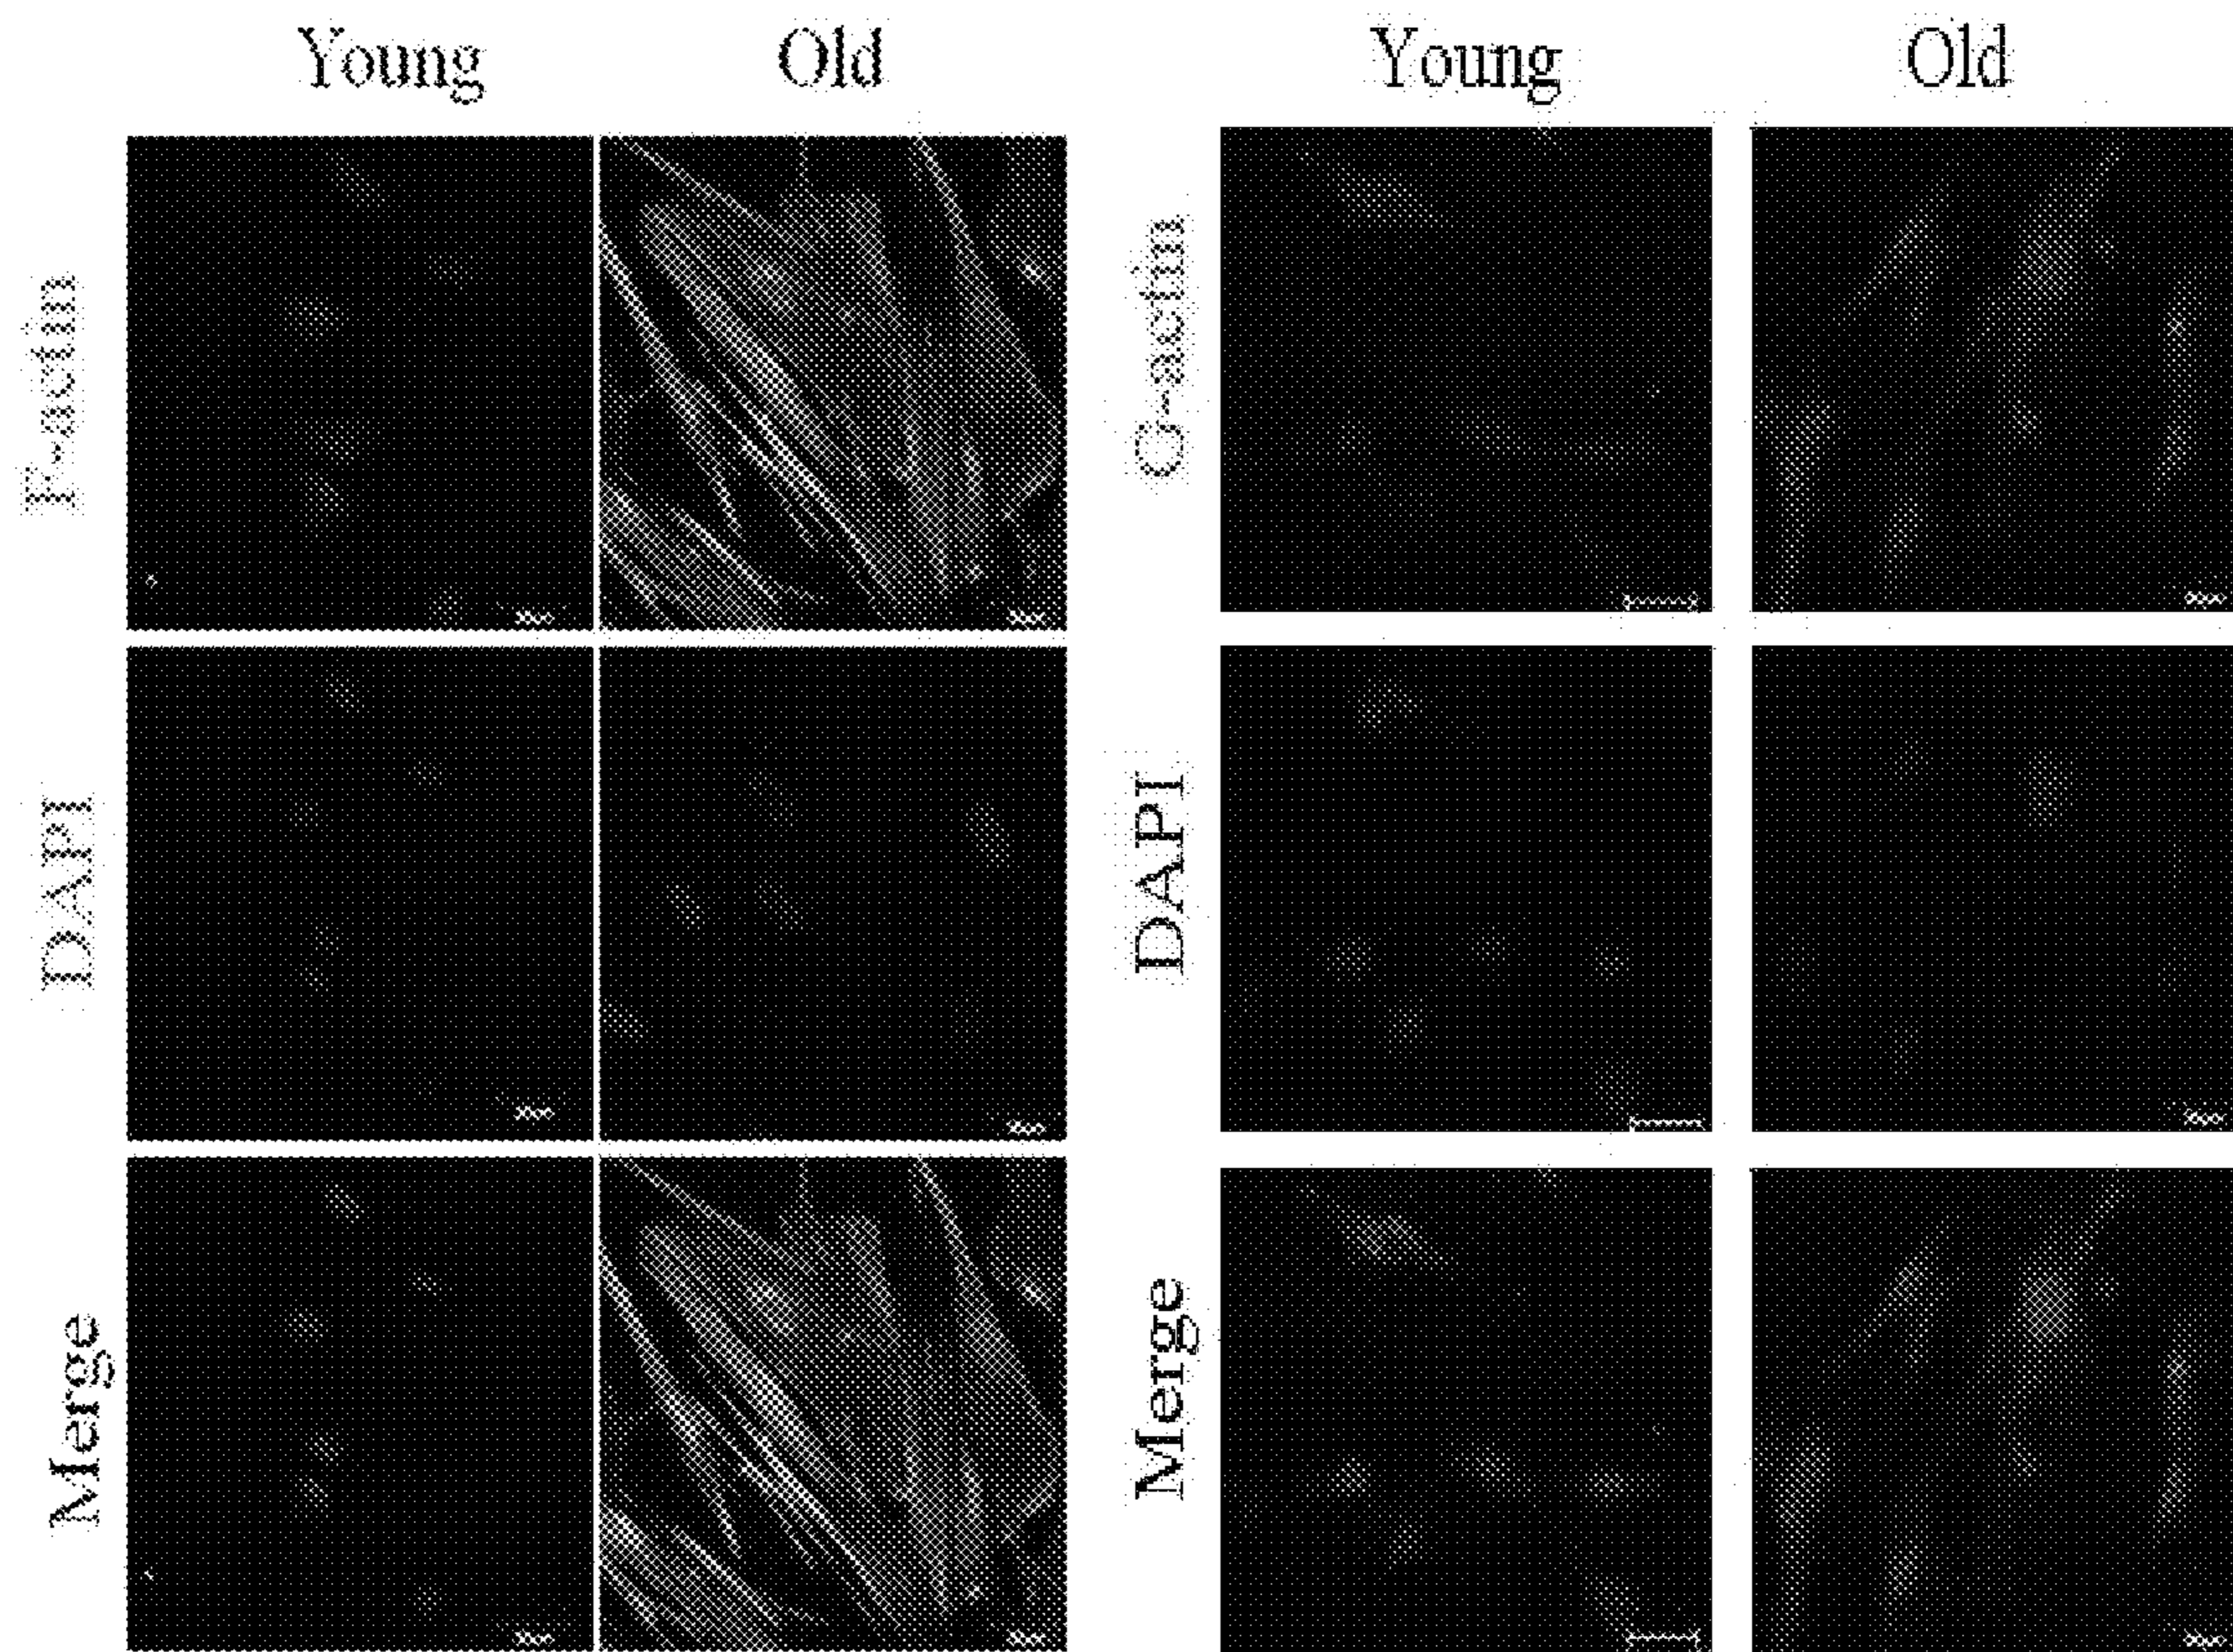 Young Old Young Old
F-actin G-actin
DAPI DAPI
Merge Merge